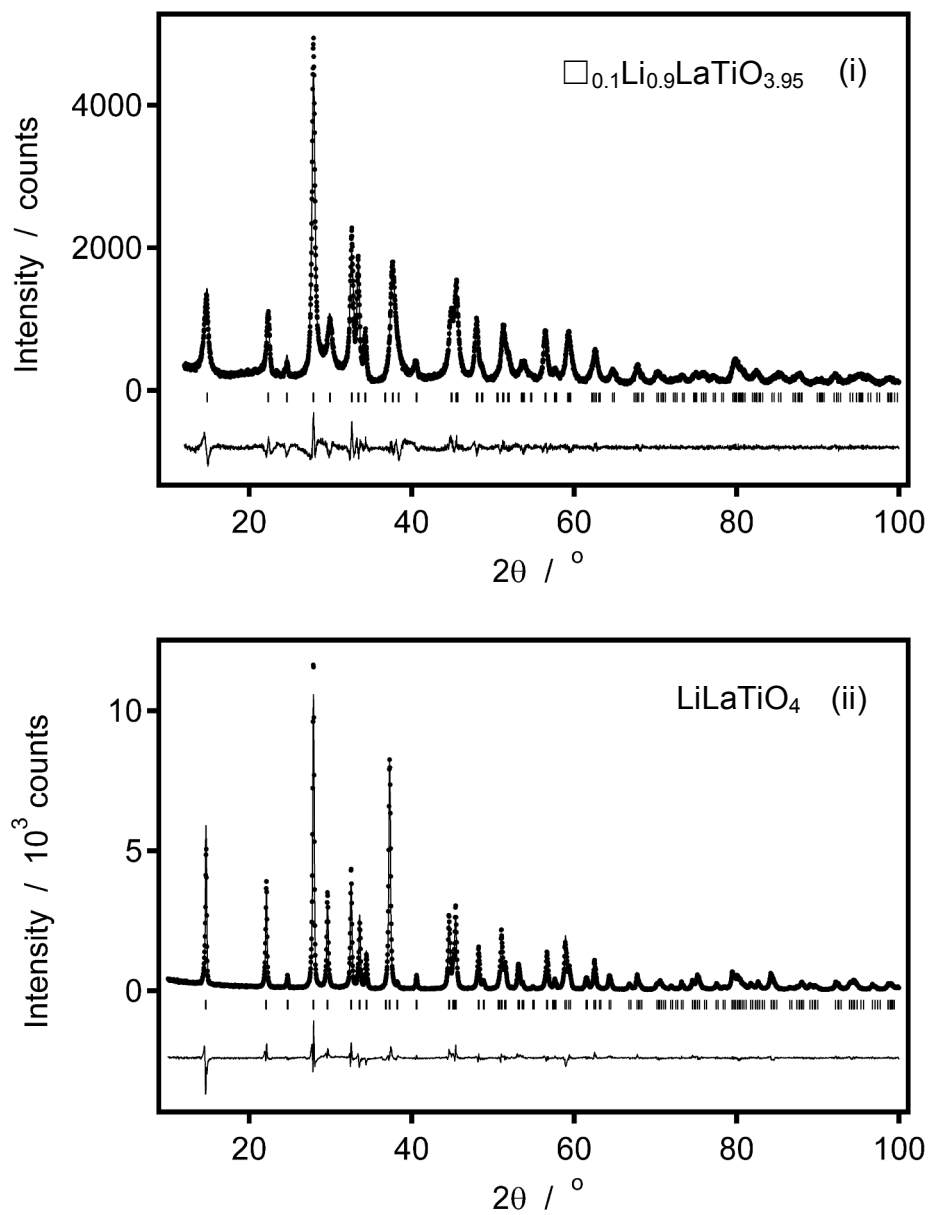 □0.1Li0.9LaTiO3.95 (i)
4000
2000
0
Intensity / counts
20 40 60 80 100
2θ / °
LiLaTiO4 (ii)
10
5
0
Intensity / 10³ counts
20 40 60 80 100
2θ / °